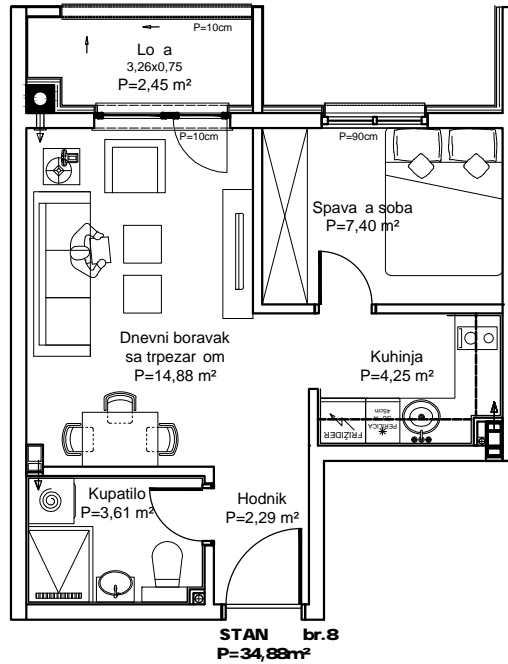 P=10cm
Lo a
3,26x0,75
P=2,45 m²
P=10cm
P=90cm
Spava a soba
P=7,40 m²
Dnevni boravak
sa trpezar om
P=14,88 m²
Kuhinja
P=4,25 m²
FRIŽIDER
45cm
Kupatilo
P=3,61 m²
Hodnik
P=2,29 m²
STAN br.8
P=34,88m²